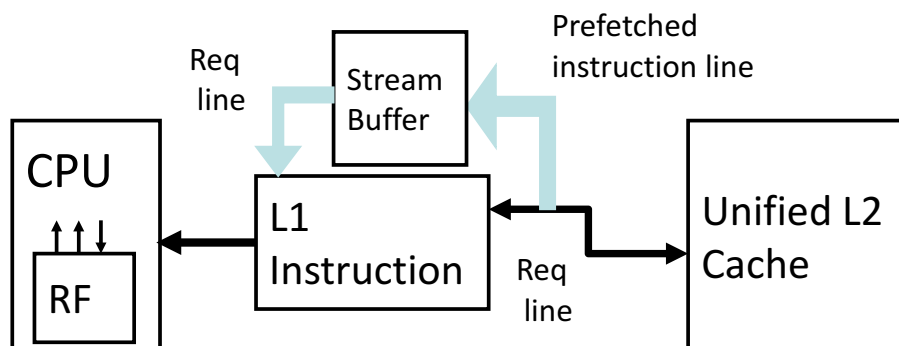 Prefetched
instruction line
Req
line
Stream
Buffer
CPU
RF
L1
Instruction
Unified L2
Cache
Req
line